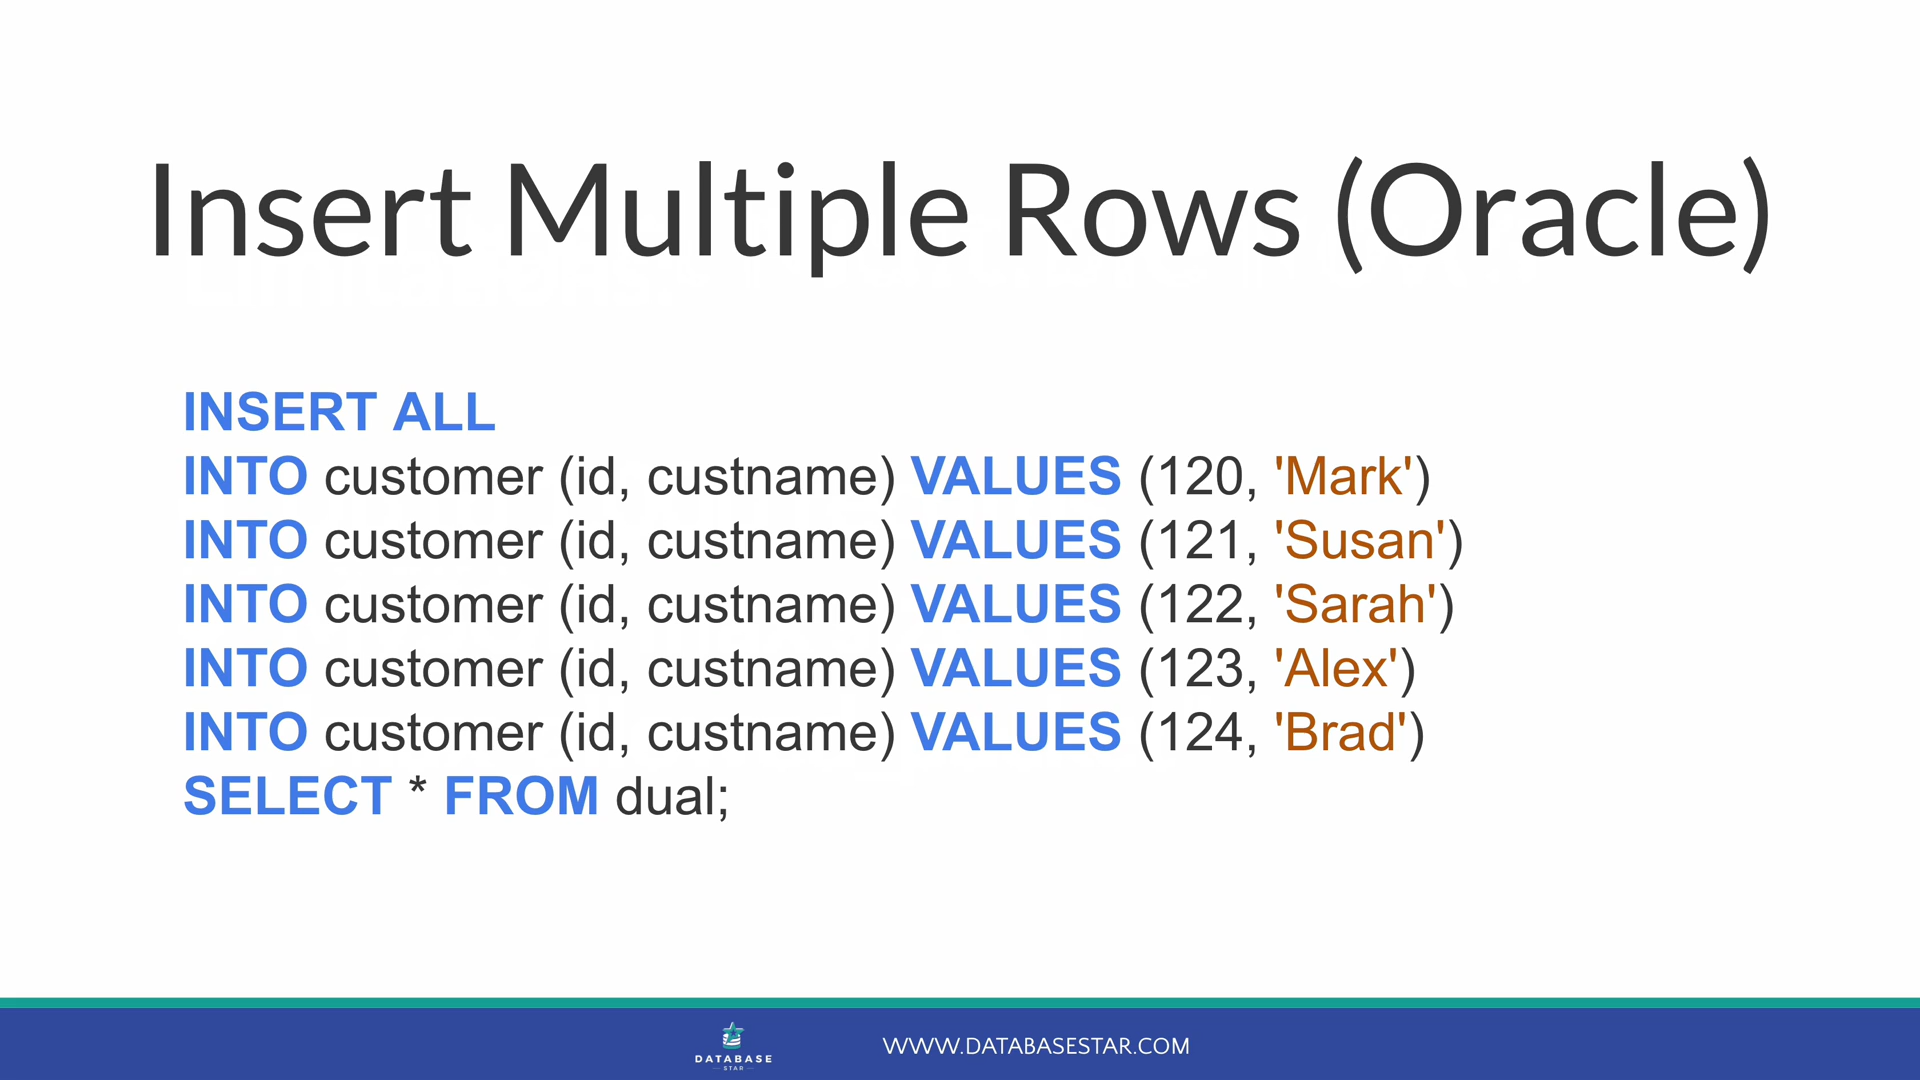 Insert Multiple Rows (Oracle)
INSERT ALL
INTO customer (id, custname) VALUES (120, 'Mark')
INTO customer (id, custname) VALUES (121, 'Susan')
INTO customer (id, custname) VALUES (122, 'Sarah')
INTO customer (id, custname) VALUES (123, 'Alex')
INTO customer (id, custname) VALUES (124, 'Brad')
SELECT * FROM dual;
DATABASE
STAR
WWW.DATABASESTAR.COM